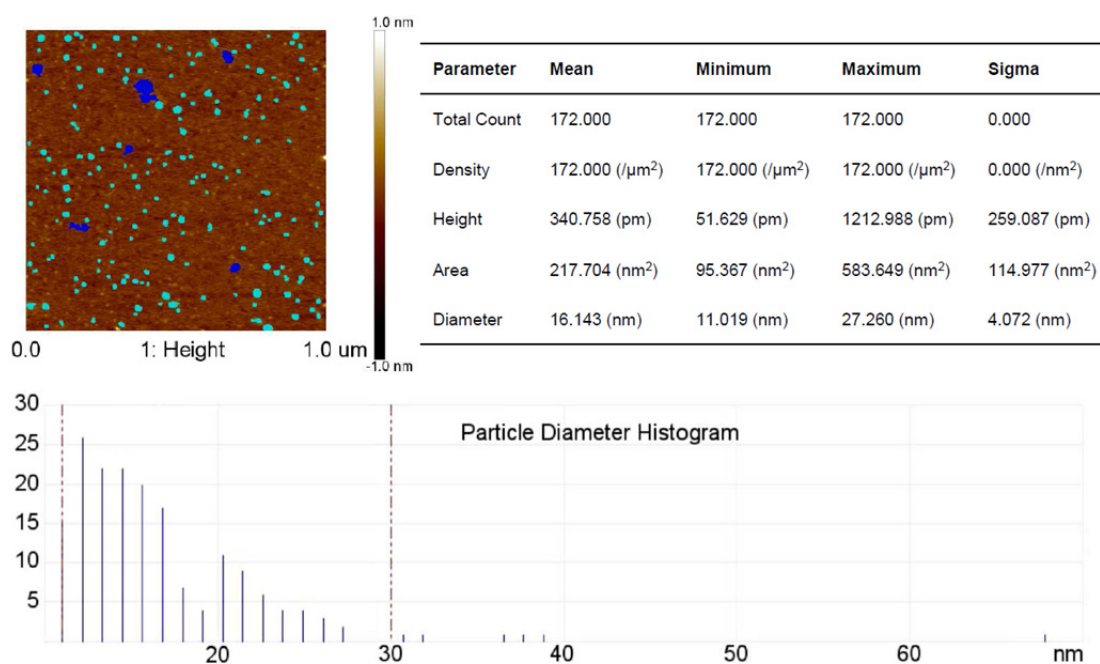 1.0 nm
0.0 1: Height 1.0 um
-1.0 nm
Parameter Mean Minimum Maximum Sigma
Total Count 172.000 172.000 172.000 0.000
Density 172.000 (/µm²) 172.000 (/µm²) 172.000 (/µm²) 0.000 (/nm²)
Height 340.758 (pm) 51.629 (pm) 1212.988 (pm) 259.087 (pm)
Area 217.704 (nm²) 95.367 (nm²) 583.649 (nm²) 114.977 (nm²)
Diameter 16.143 (nm) 11.019 (nm) 27.260 (nm) 4.072 (nm)
Particle Diameter Histogram
30
25
20
15
10
5
20 30 40 50 60 nm